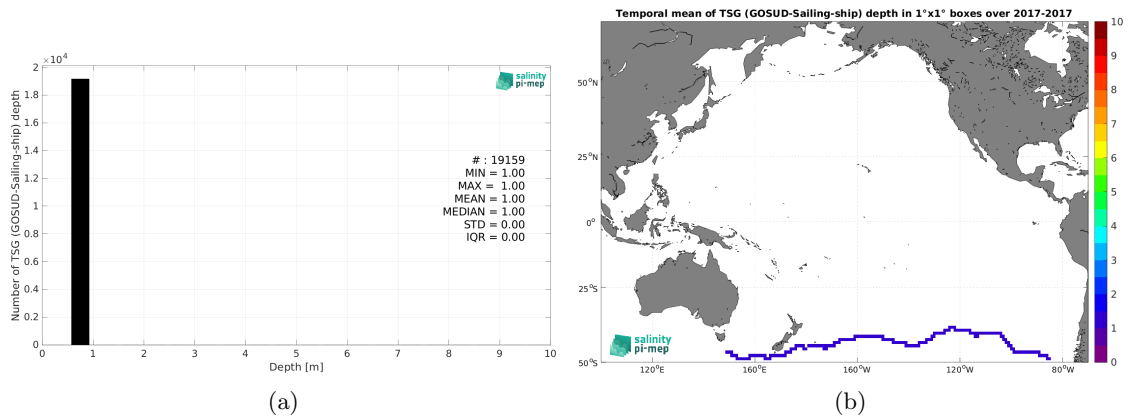 ×10⁴
2
1.8
1.6
1.4
1.2
1
0.8
0.6
0.4
0.2
0
Number of TSG (GOSUD-Sailing-ship) depth
salinity
pi-mep
# : 19159
MIN = 1.00
MAX = 1.00
MEAN = 1.00
MEDIAN = 1.00
STD = 0.00
IQR = 0.00
0 1 2 3 4 5 6 7 8 9 10
Depth [m]
(a)
Temporal mean of TSG (GOSUD-Sailing-ship) depth in 1°x1° boxes over 2017-2017
50°N
25°N
0°
25°S
50°S
salinity
pi-mep
120°E 160°E 160°W 120°W 80°W
10
9
8
7
6
5
4
3
2
1
0
(b)